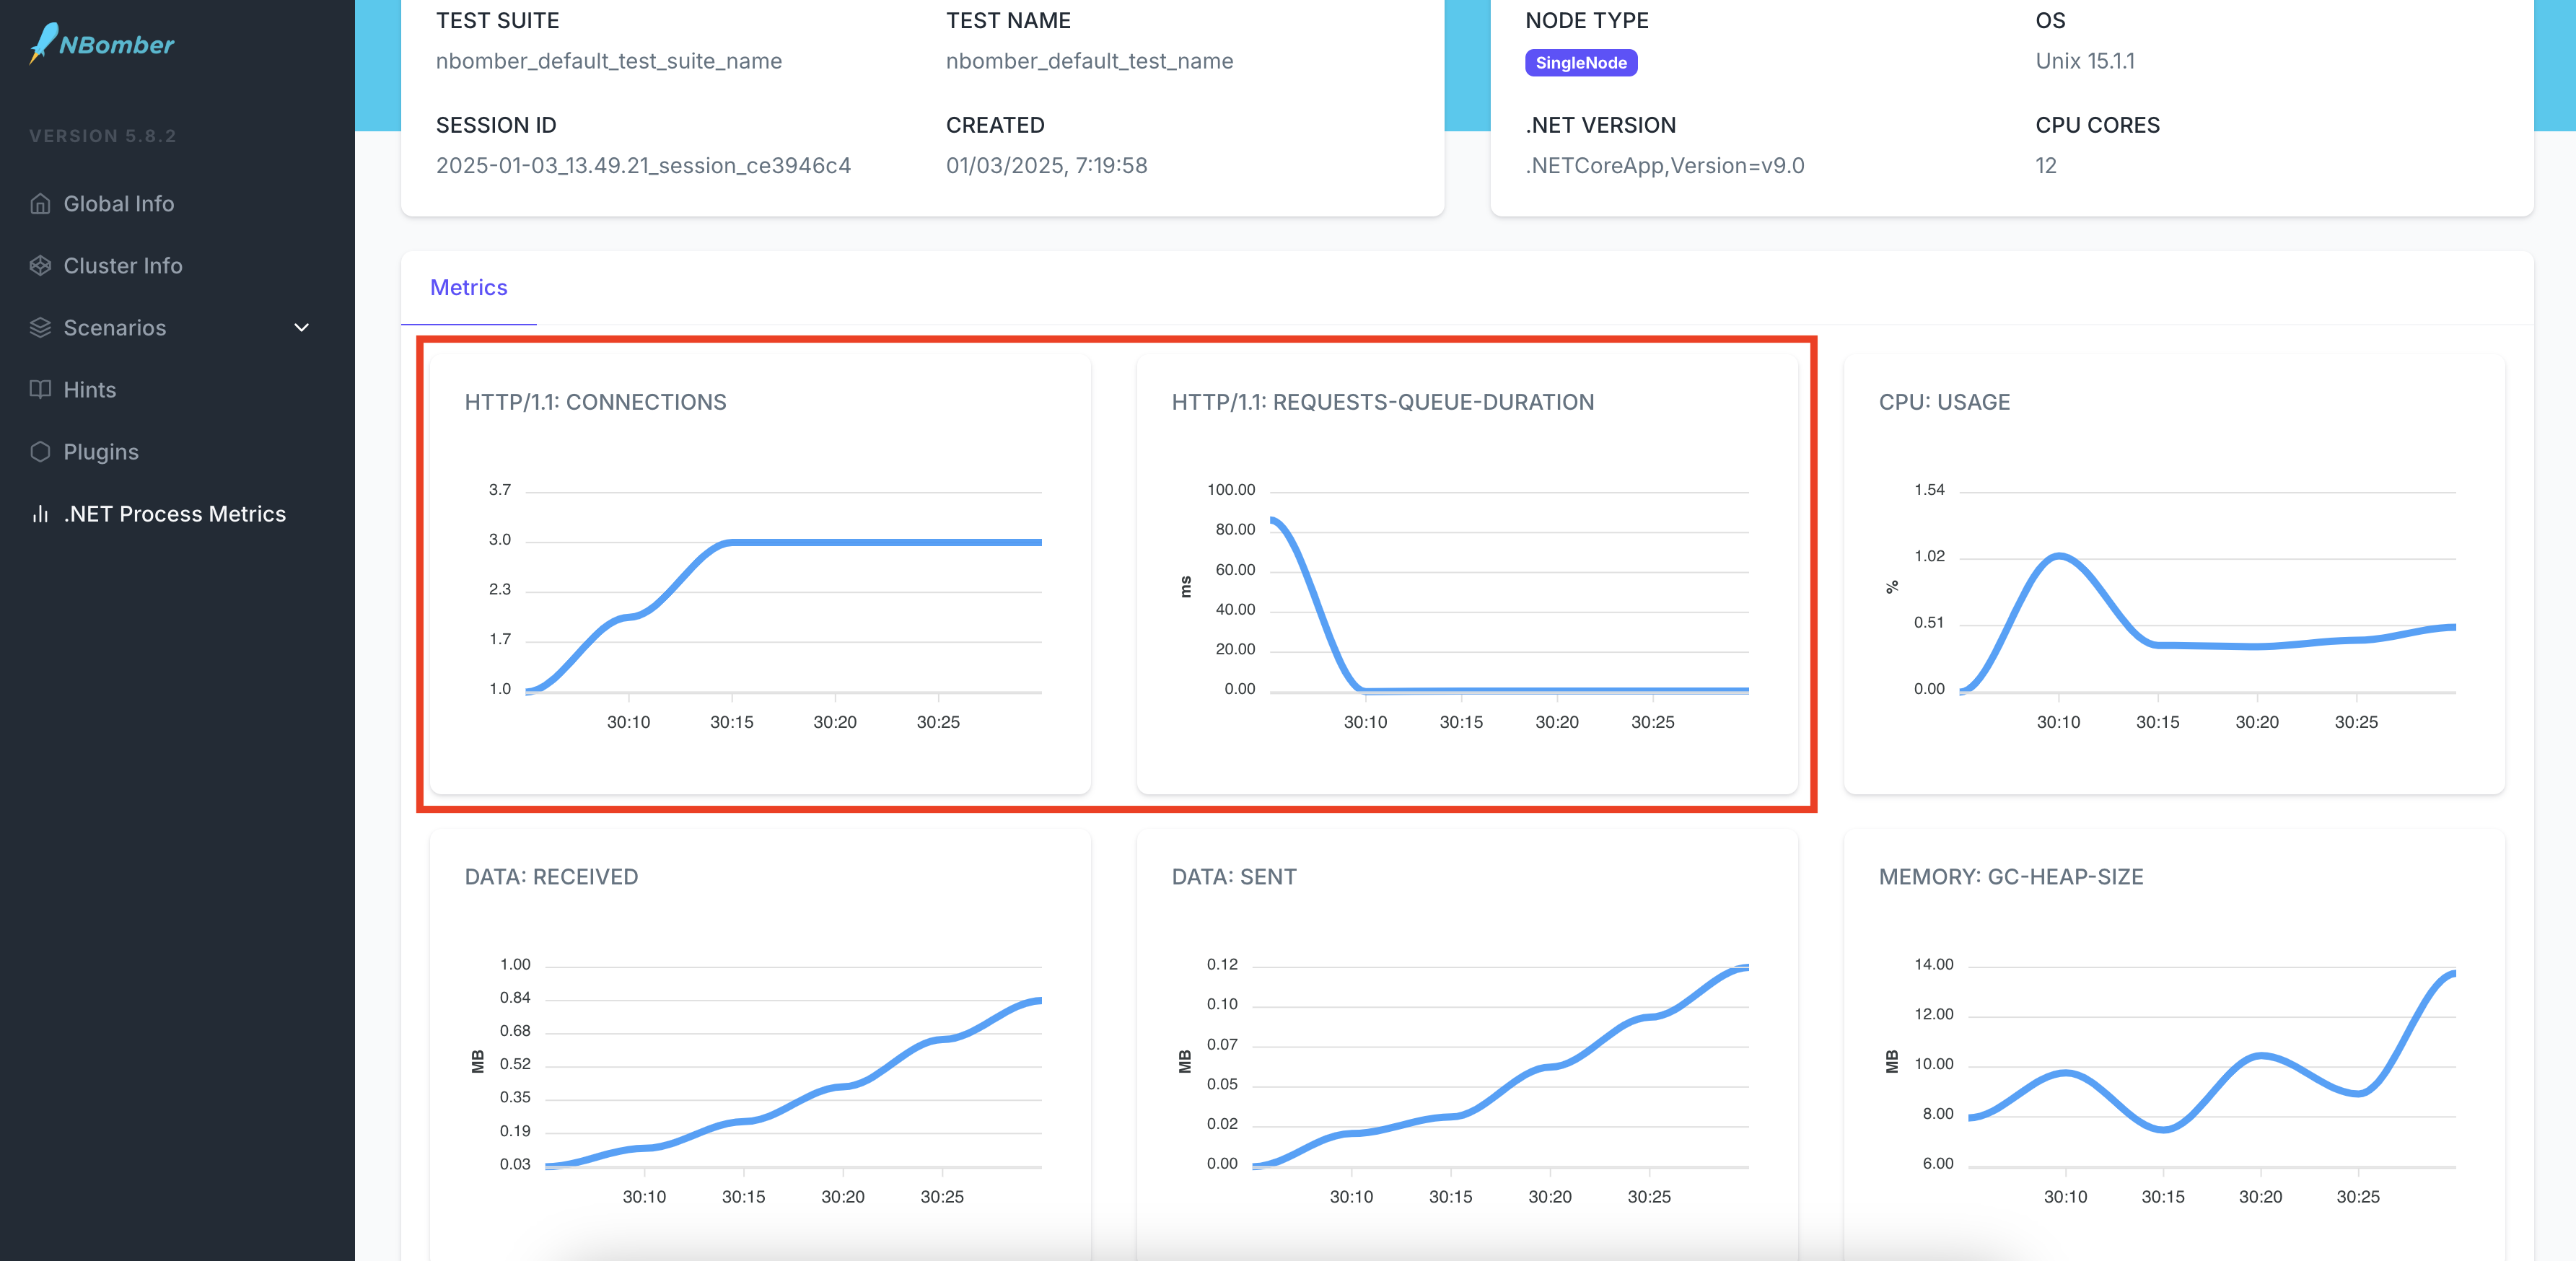 NBomber
VERSION 5.8.2
Global Info
Cluster Info
Scenarios
Hints
Plugins
.NET Process Metrics
TEST SUITE
nbomber_default_test_suite_name
TEST NAME
nbomber_default_test_name
SESSION ID
2025-01-03_13.49.21_session_ce3946c4
CREATED
01/03/2025, 7:19:58
NODE TYPE
SingleNode
OS
Unix 15.1.1
.NET VERSION
.NETCoreApp,Version=v9.0
CPU CORES
12
Metrics
HTTP/1.1: CONNECTIONS
3.7
3.0
2.3
1.7
1.0
30:10 30:15 30:20 30:25
HTTP/1.1: REQUESTS-QUEUE-DURATION
ms
100.00
80.00
60.00
40.00
20.00
0.00
30:10 30:15 30:20 30:25
CPU: USAGE
%
1.54
1.02
0.51
0.00
30:10 30:15 30:20 30:25
DATA: RECEIVED
MB
1.00
0.84
0.68
0.52
0.35
0.19
0.03
30:10 30:15 30:20 30:25
DATA: SENT
MB
0.12
0.10
0.07
0.05
0.02
0.00
30:10 30:15 30:20 30:25
MEMORY: GC-HEAP-SIZE
MB
14.00
12.00
10.00
8.00
6.00
30:10 30:15 30:20 30:25